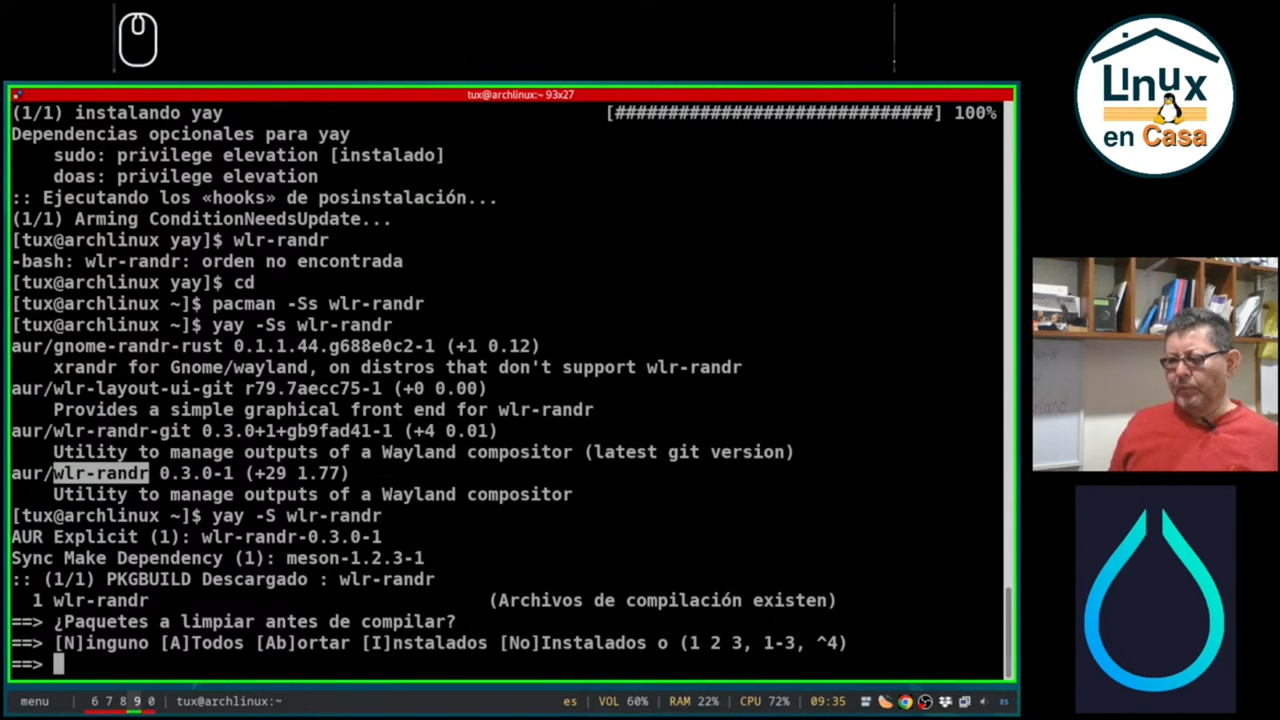 tux@archlinux:~ 93x27
(1/1) instalando yay [##############################] 100%
Dependencias opcionales para yay
    sudo: privilege elevation [instalado]
    doas: privilege elevation
:: Ejecutando los «hooks» de posinstalación...
(1/1) Arming ConditionNeedsUpdate...
[tux@archlinux yay]$ wlr-randr
-bash: wlr-randr: orden no encontrada
[tux@archlinux yay]$ cd
[tux@archlinux ~]$ pacman -Ss wlr-randr
[tux@archlinux ~]$ yay -Ss wlr-randr
aur/gnome-randr-rust 0.1.1.44.g688e0c2-1 (+1 0.12)
    xrandr for Gnome/wayland, on distros that don't support wlr-randr
aur/wlr-layout-ui-git r79.7aecc75-1 (+0 0.00)
    Provides a simple graphical front end for wlr-randr
aur/wlr-randr-git 0.3.0+1+gb9fad41-1 (+4 0.01)
    Utility to manage outputs of a Wayland compositor (latest git version)
aur/wlr-randr 0.3.0-1 (+29 1.77)
    Utility to manage outputs of a Wayland compositor
[tux@archlinux ~]$ yay -S wlr-randr
AUR Explicit (1): wlr-randr-0.3.0-1
Sync Make Dependency (1): meson-1.2.3-1
:: (1/1) PKGBUILD Descargado : wlr-randr
  1 wlr-randr (Archivos de compilación existen)
==> ¿Paquetes a limpiar antes de compilar?
==> [N]inguno [A]Todos [Ab]ortar [I]nstalados [No]Instalados o (1 2 3, 1-3, ^4)
==>
menu 6 7 8 9 0 tux@archlinux:~ es VOL 60% RAM 22% CPU 72% 09:35 ES
Linux
en Casa